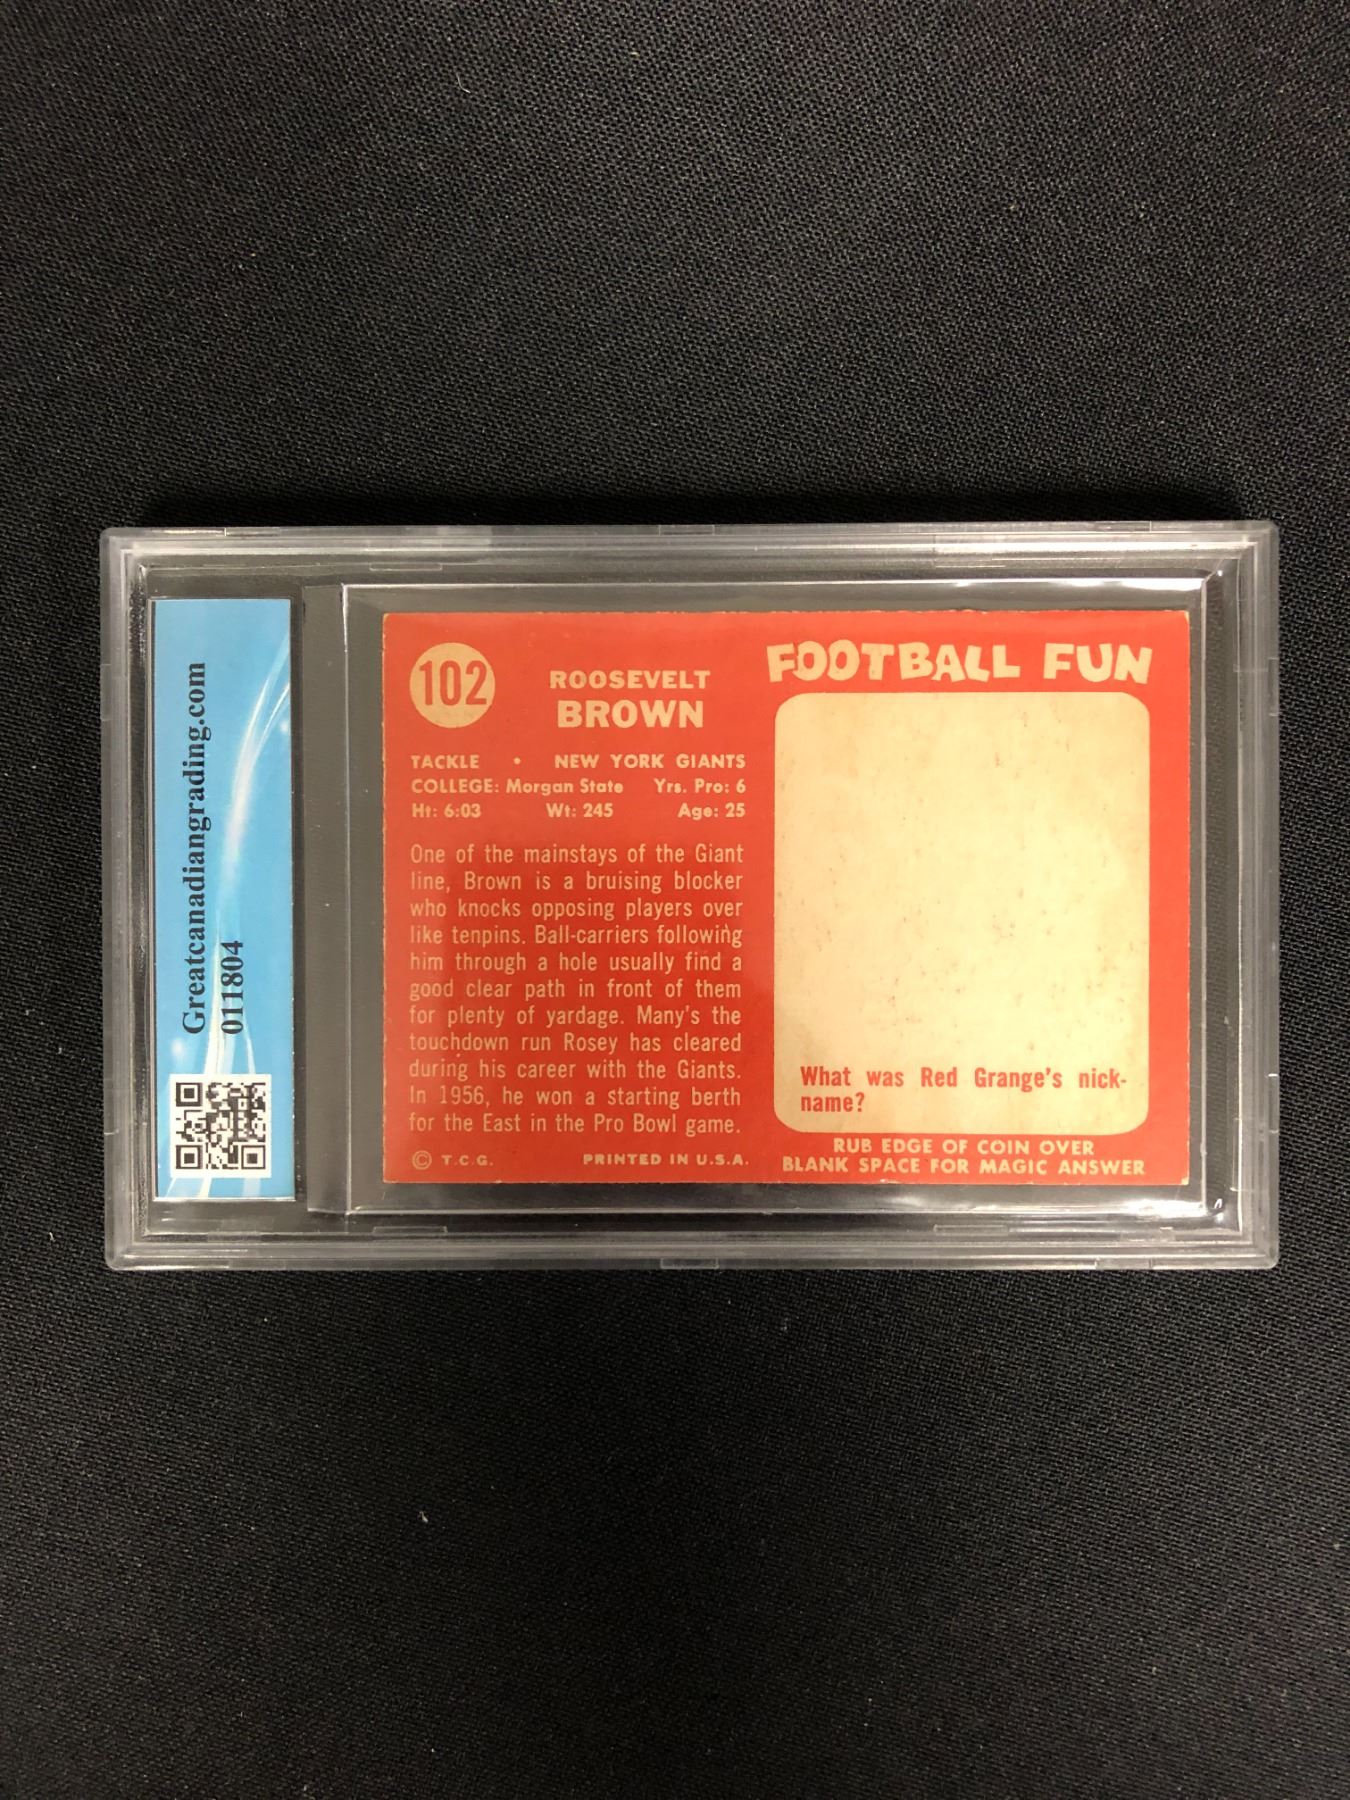 Greatcanadiangrading.com
011804
102
ROOSEVELT
BROWN
TACKLE • NEW YORK GIANTS
COLLEGE: Morgan State Yrs. Pro: 6
Ht: 6:03 Wt: 245 Age: 25
One of the mainstays of the Giant
line, Brown is a bruising blocker
who knocks opposing players over
like tenpins. Ball-carriers following
him through a hole usually find a
good clear path in front of them
for plenty of yardage. Many's the
touchdown run Rosey has cleared
during his career with the Giants.
In 1956, he won a starting berth
for the East in the Pro Bowl game.
© T.C.G. PRINTED IN U.S.A.
FOOTBALL FUN
What was Red Grange's nick-
name?
RUB EDGE OF COIN OVER
BLANK SPACE FOR MAGIC ANSWER